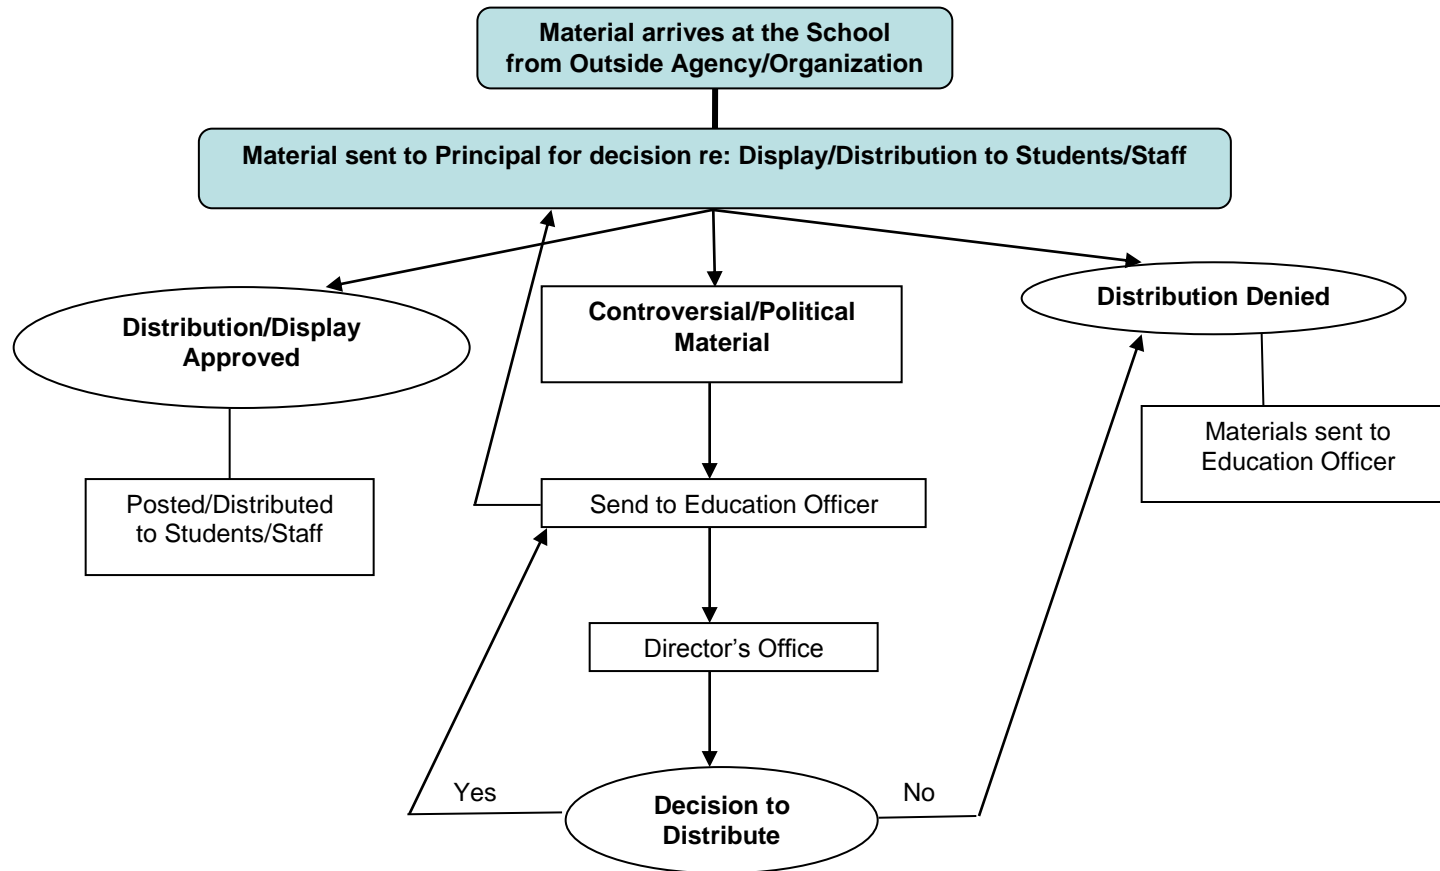 Material arrives at the School
from Outside Agency/Organization
Material sent to Principal for decision re: Display/Distribution to Students/Staff
Distribution/Display
Approved
Controversial/Political
Material
Distribution Denied
Posted/Distributed
to Students/Staff
Send to Education Officer
Materials sent to
Education Officer
Director’s Office
Yes
Decision to
Distribute
No